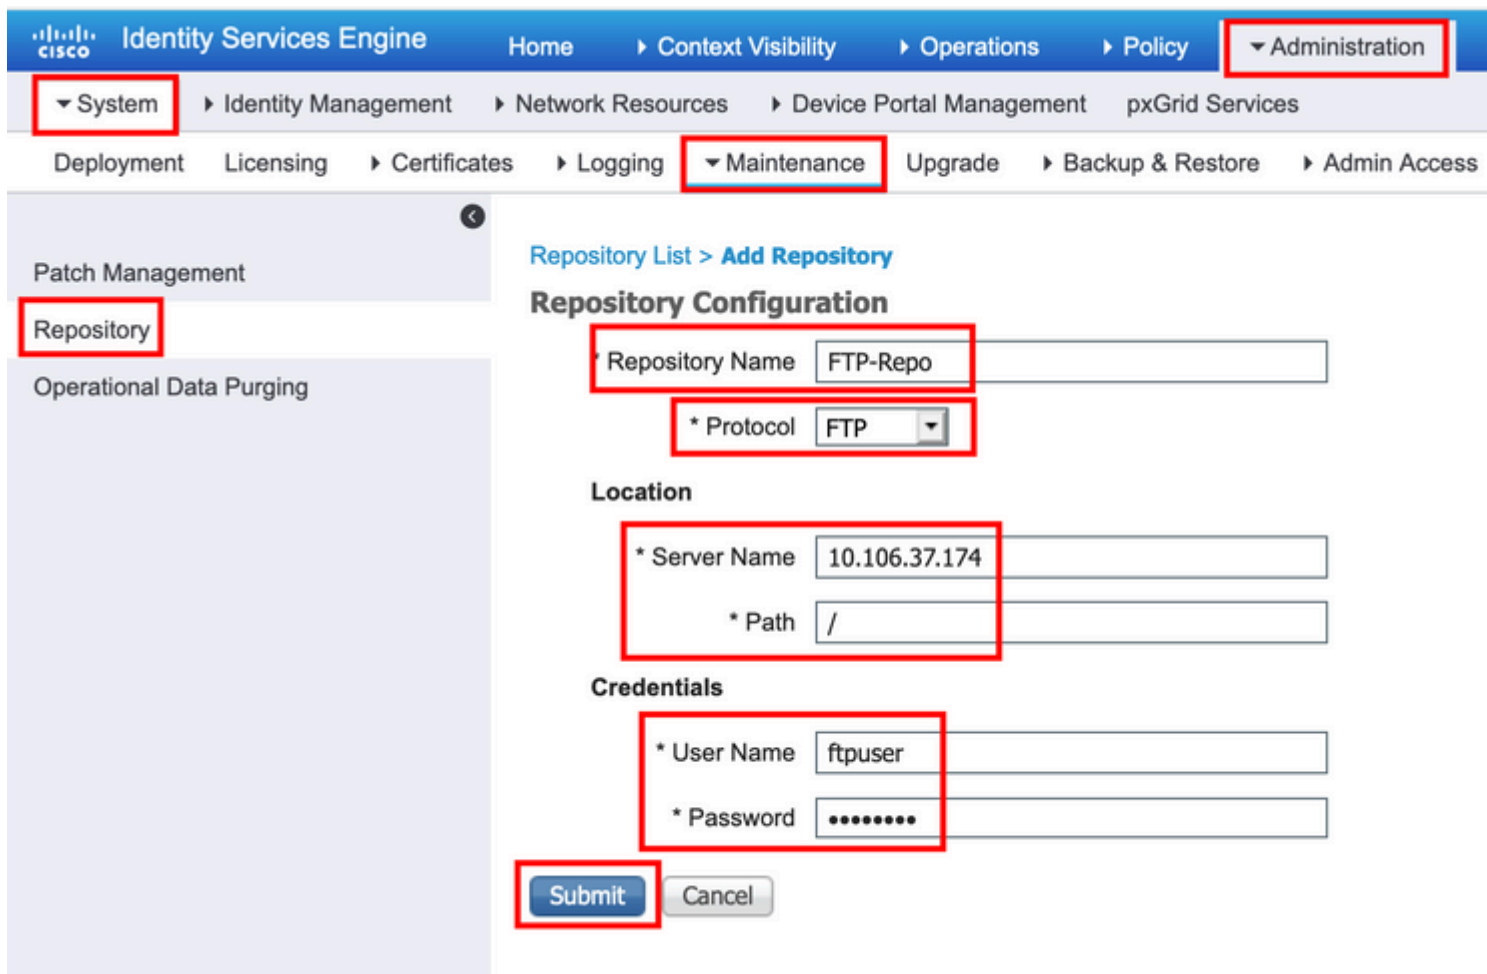 cisco Identity Services Engine Home Context Visibility Operations Policy Administration
System Identity Management Network Resources Device Portal Management pxGrid Services
Deployment Licensing Certificates Logging Maintenance Upgrade Backup & Restore Admin Access
Patch Management
Repository
Operational Data Purging
Repository List > Add Repository
Repository Configuration
* Repository Name FTP-Repo
* Protocol FTP
Location
* Server Name 10.106.37.174
* Path /
Credentials
* User Name ftpuser
* Password ••••••••
Submit Cancel